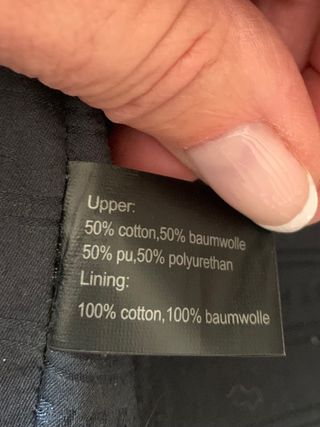 Upper:
50% cotton,50% baumwolle
50% pu,50% polyurethan
Lining:
100% cotton,100% baumwolle